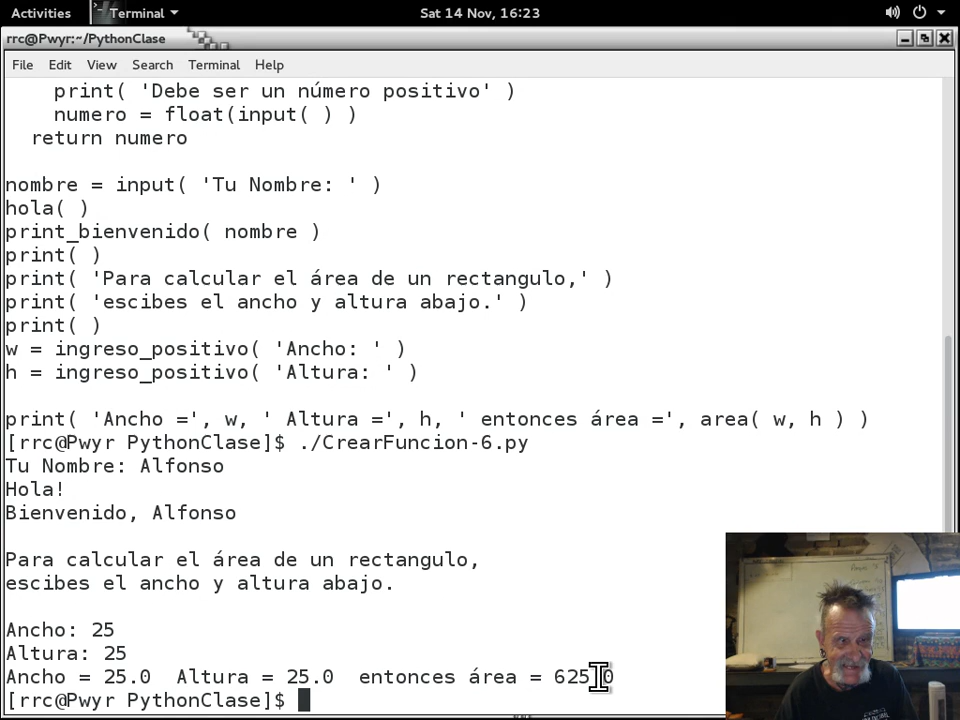 Activities Terminal Sat 14 Nov, 16:23
rrc@Pwyr:~/PythonClase
File Edit View Search Terminal Help
print( 'Debe ser un número positivo' )
numero = float(input( ) )
return numero
nombre = input( 'Tu Nombre: ' )
hola( )
print_bienvenido( nombre )
print( )
print( 'Para calcular el área de un rectangulo,' )
print( 'escibes el ancho y altura abajo.' )
print( )
w = ingreso_positivo( 'Ancho: ' )
h = ingreso_positivo( 'Altura: ' )
print( 'Ancho =', w, ' Altura =', h, ' entonces área =', area( w, h ) )
[rrc@Pwyr PythonClase]$ ./CrearFuncion-6.py
Tu Nombre: Alfonso
Hola!
Bienvenido, Alfonso
Para calcular el área de un rectangulo,
escibes el ancho y altura abajo.
Ancho: 25
Altura: 25
Ancho = 25.0  Altura = 25.0  entonces área = 625.0
[rrc@Pwyr PythonClase]$